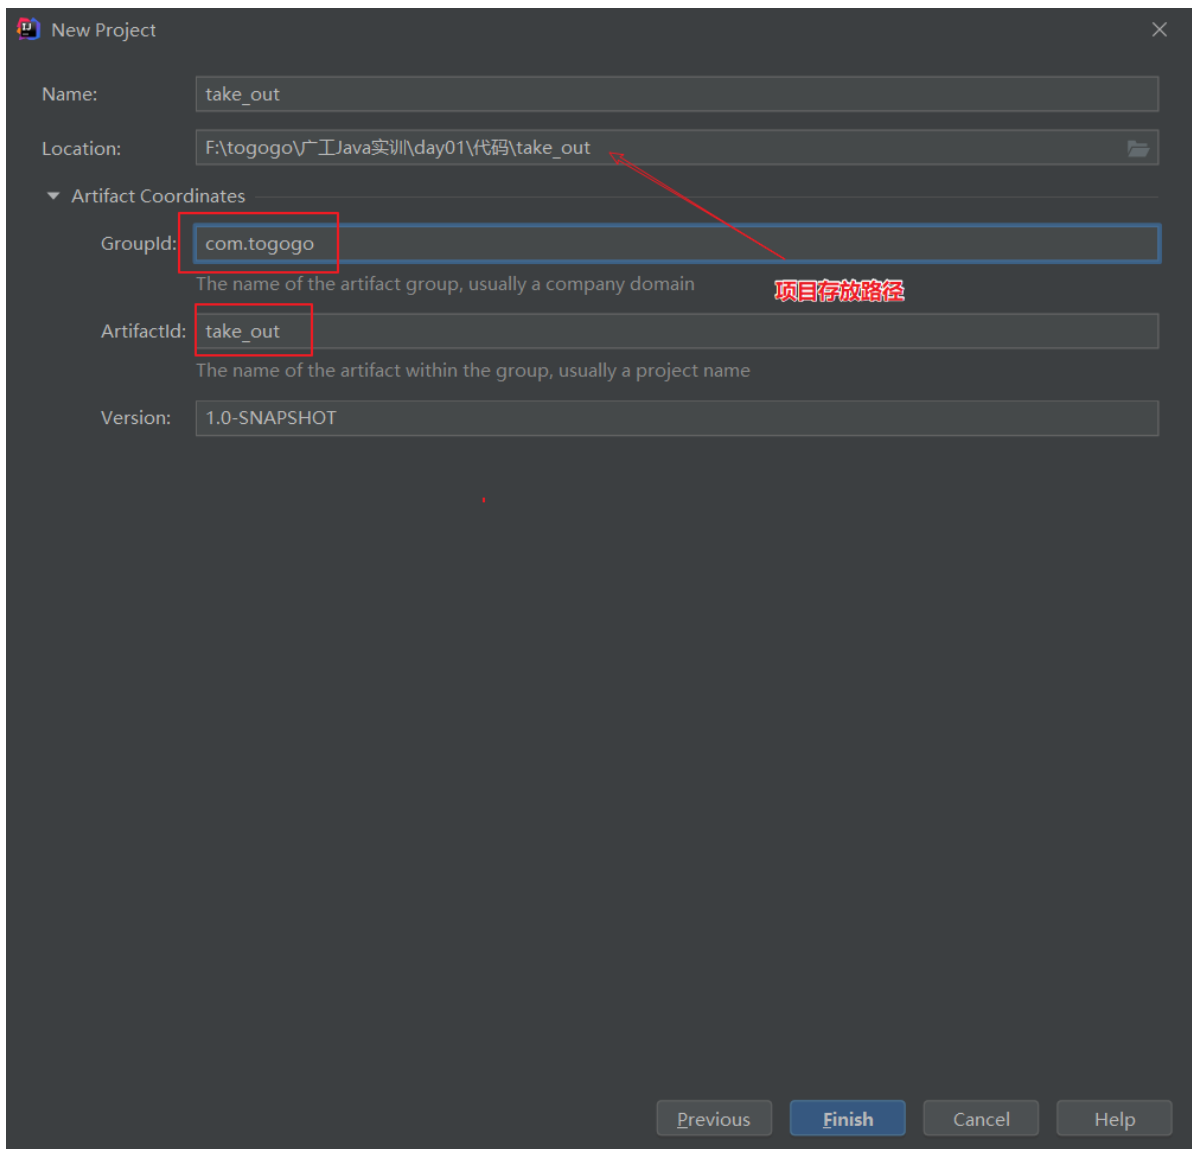 New Project
Name: take_out
Location: F:\togogo\广工Java实训\day01\代码\take_out
Artifact Coordinates
GroupId: com.togogo
The name of the artifact group, usually a company domain
项目存放路径
ArtifactId: take_out
The name of the artifact within the group, usually a project name
Version: 1.0-SNAPSHOT
Previous Finish Cancel Help